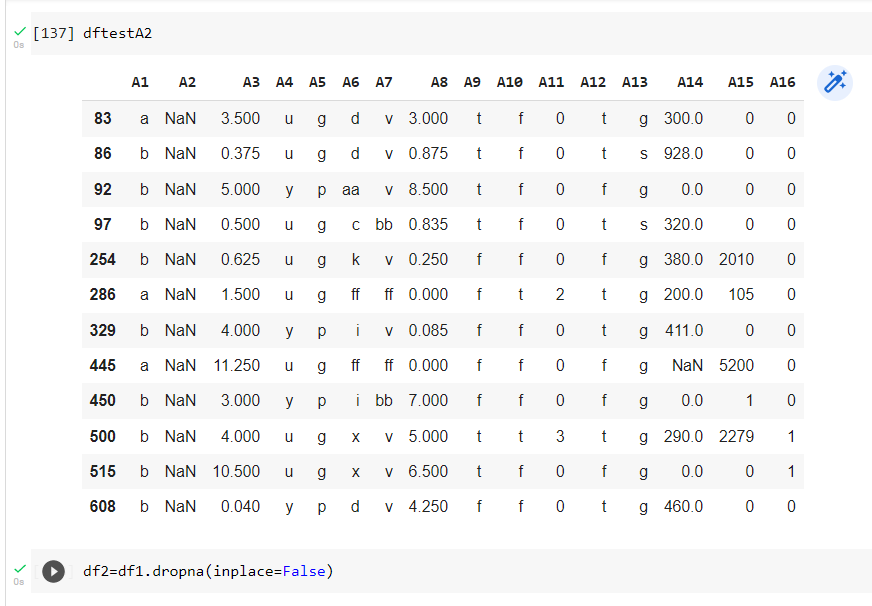 [137] dftestA2
0s
A1 A2 A3 A4 A5 A6 A7 A8 A9 A10 A11 A12 A13 A14 A15 A16
83 a NaN 3.500 u g d v 3.000 t f 0 t g 300.0 0 0
86 b NaN 0.375 u g d v 0.875 t f 0 t s 928.0 0 0
92 b NaN 5.000 y p aa v 8.500 t f 0 f g 0.0 0 0
97 b NaN 0.500 u g c bb 0.835 t f 0 t s 320.0 0 0
254 b NaN 0.625 u g k v 0.250 f f 0 f g 380.0 2010 0
286 a NaN 1.500 u g ff ff 0.000 f t 2 t g 200.0 105 0
329 b NaN 4.000 y p i v 0.085 f f 0 t g 411.0 0 0
445 a NaN 11.250 u g ff ff 0.000 f f 0 f g NaN 5200 0
450 b NaN 3.000 y p i bb 7.000 f f 0 f g 0.0 1 0
500 b NaN 4.000 u g x v 5.000 t t 3 t g 290.0 2279 1
515 b NaN 10.500 u g x v 6.500 t f 0 f g 0.0 0 1
608 b NaN 0.040 y p d v 4.250 f f 0 t g 460.0 0 0
df2=df1.dropna(inplace=False)
0s